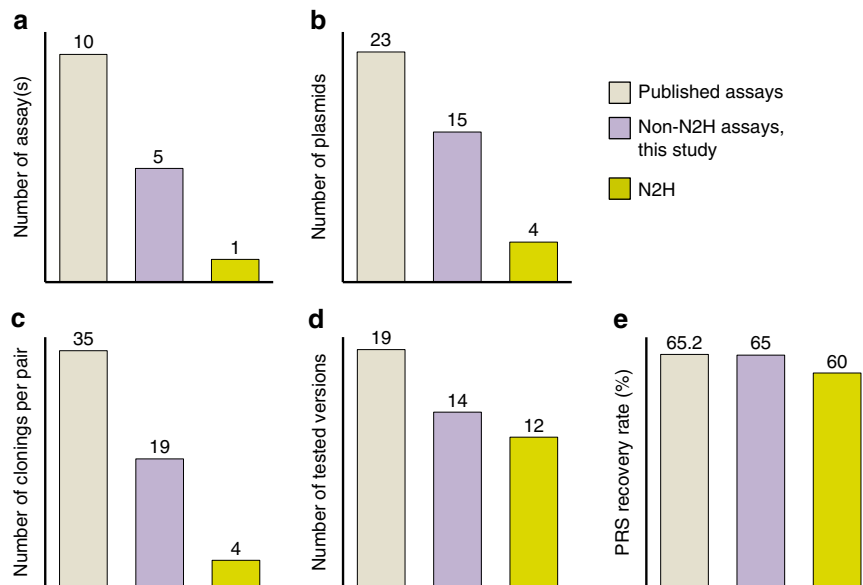 a
Number of assay(s)
10
5
1
b
Number of plasmids
23
15
4
Published assays
Non-N2H assays,
this study
N2H
c
Number of clonings per pair
35
19
4
d
Number of tested versions
19
14
12
e
PRS recovery rate (%)
65.2
65
60